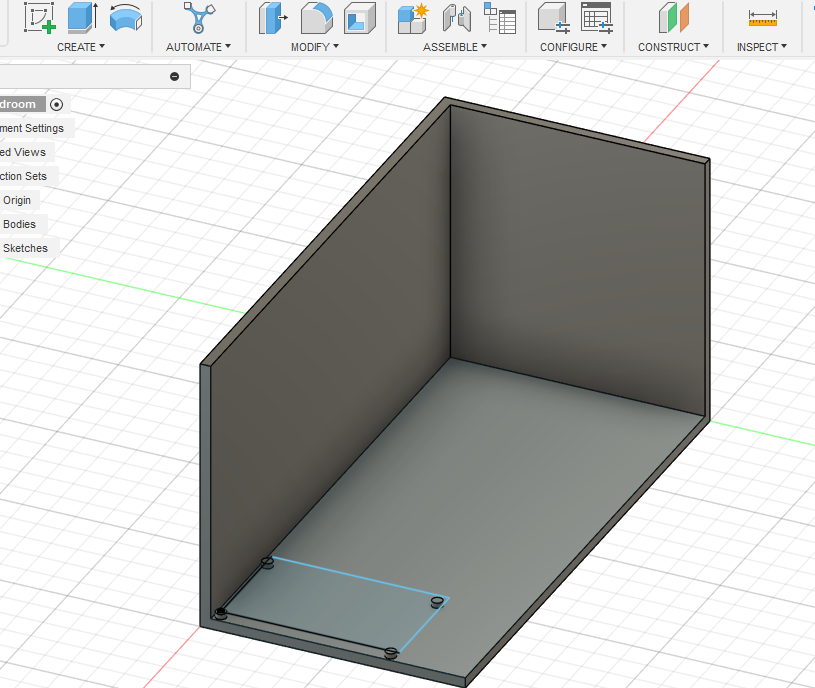 CREATE ▾ AUTOMATE ▾ MODIFY ▾ ASSEMBLE ▾ CONFIGURE ▾ CONSTRUCT ▾ INSPECT ▾
droom
ment Settings
ed Views
ction Sets
Origin
Bodies
Sketches